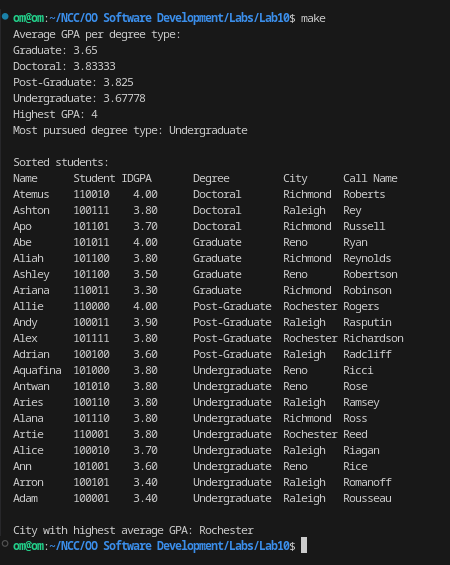 om@om:~/NCC/OO Software Development/Labs/Lab10$ make
Average GPA per degree type:
Graduate: 3.65
Doctoral: 3.83333
Post-Graduate: 3.825
Undergraduate: 3.67778
Highest GPA: 4
Most pursued degree type: Undergraduate
Sorted students:
Name Student IDGPA Degree City Call Name
Atemus 110010 4.00 Doctoral Richmond Roberts
Ashton 100111 3.80 Doctoral Raleigh Rey
Apo 101101 3.70 Doctoral Richmond Russell
Abe 101011 4.00 Graduate Reno Ryan
Aliah 101100 3.80 Graduate Richmond Reynolds
Ashley 101100 3.50 Graduate Reno Robertson
Ariana 110011 3.30 Graduate Richmond Robinson
Allie 110000 4.00 Post-Graduate Rochester Rogers
Andy 100011 3.90 Post-Graduate Raleigh Rasputin
Alex 101111 3.80 Post-Graduate Rochester Richardson
Adrian 100100 3.60 Post-Graduate Raleigh Radcliff
Aquafina 101000 3.80 Undergraduate Reno Ricci
Antwan 101010 3.80 Undergraduate Reno Rose
Aries 100110 3.80 Undergraduate Raleigh Ramsey
Alana 101110 3.80 Undergraduate Richmond Ross
Artie 110001 3.80 Undergraduate Rochester Reed
Alice 100010 3.70 Undergraduate Raleigh Riagan
Ann 101001 3.60 Undergraduate Reno Rice
Arron 100101 3.40 Undergraduate Raleigh Romanoff
Adam 100001 3.40 Undergraduate Raleigh Rousseau
City with highest average GPA: Rochester
om@om:~/NCC/OO Software Development/Labs/Lab10$